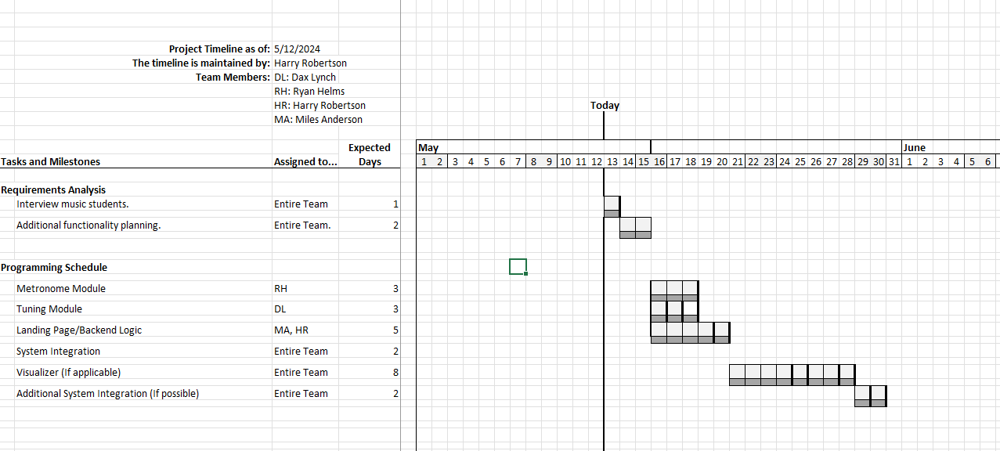 Project Timeline as of: 5/12/2024
The timeline is maintained by: Harry Robertson
Team Members: DL: Dax Lynch
RH: Ryan Helms
HR: Harry Robertson
MA: Miles Anderson
Today
Expected May June
Tasks and Milestones Assigned to... Days 1 2 3 4 5 6 7 8 9 10 11 12 13 14 15 16 17 18 19 20 21 22 23 24 25 26 27 28 29 30 31 1 2 3 4 5 6
Requirements Analysis
Interview music students. Entire Team 1
Additional functionality planning. Entire Team. 2
Programming Schedule
Metronome Module RH 3
Tuning Module DL 3
Landing Page/Backend Logic MA, HR 5
System Integration Entire Team 2
Visualizer (If applicable) Entire Team 8
Additional System Integration (If possible) Entire Team 2